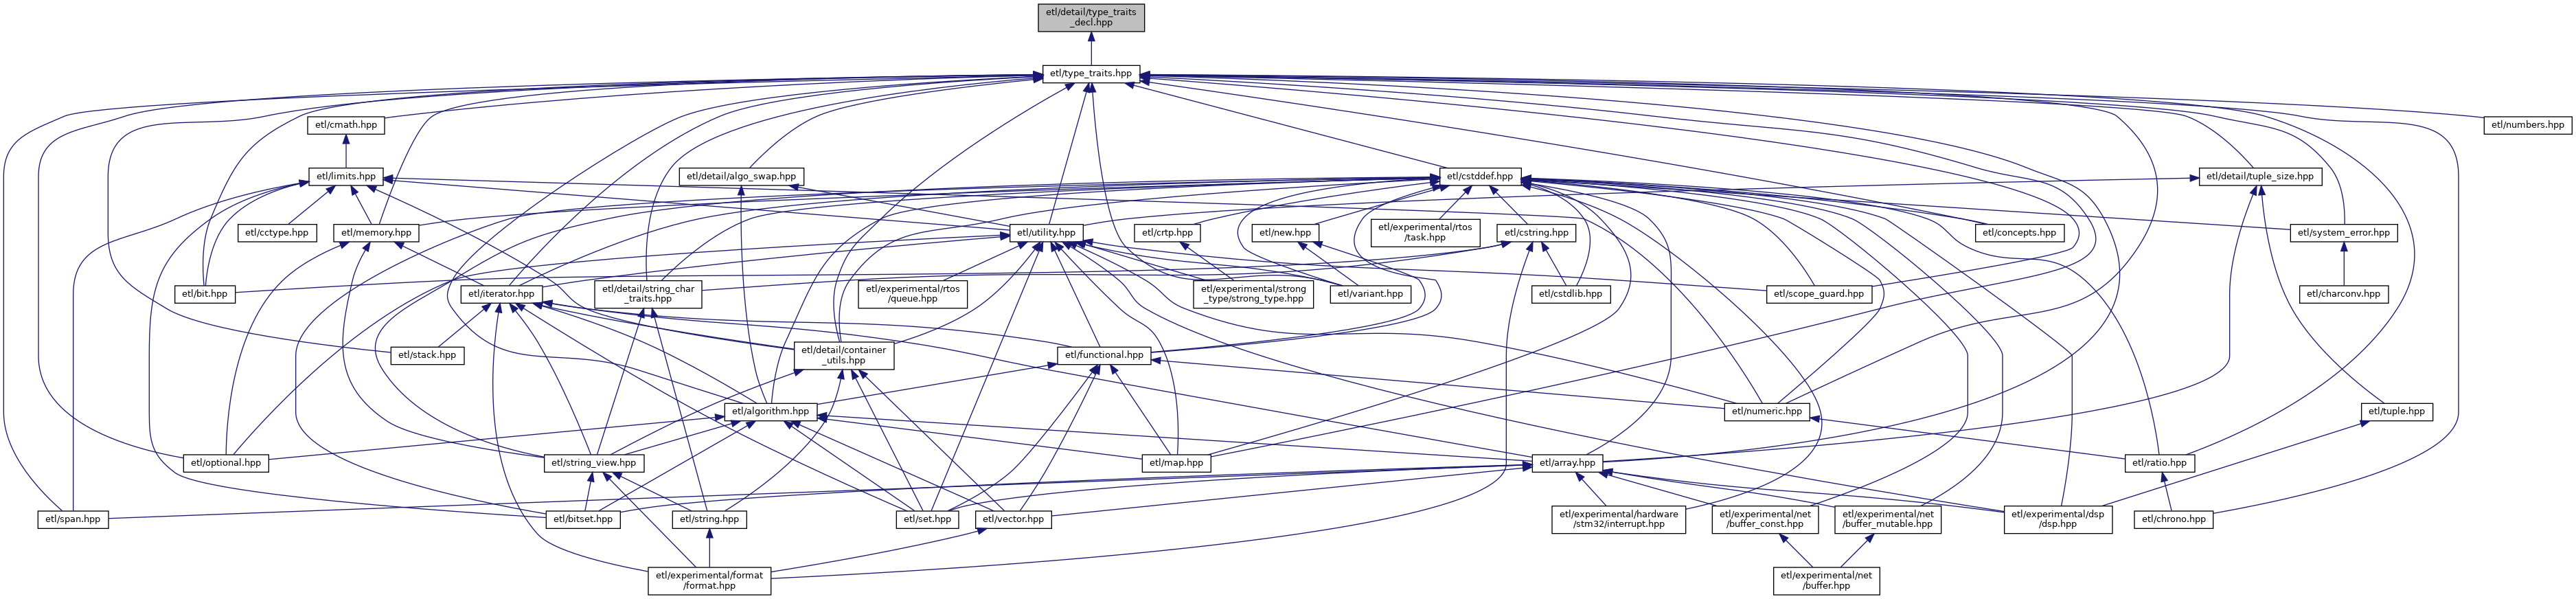 etl/detail/type_traits
_decl.hpp
etl/type_traits.hpp
etl/cmath.hpp
etl/numbers.hpp
etl/limits.hpp
etl/detail/algo_swap.hpp
etl/cstddef.hpp
etl/detail/tuple_size.hpp
etl/cctype.hpp
etl/memory.hpp
etl/utility.hpp
etl/crtp.hpp
etl/new.hpp
etl/experimental/rtos
/task.hpp
etl/cstring.hpp
etl/concepts.hpp
etl/system_error.hpp
etl/bit.hpp
etl/iterator.hpp
etl/detail/string_char
_traits.hpp
etl/experimental/rtos
/queue.hpp
etl/experimental/strong
_type/strong_type.hpp
etl/variant.hpp
etl/cstdlib.hpp
etl/scope_guard.hpp
etl/charconv.hpp
etl/stack.hpp
etl/detail/container
_utils.hpp
etl/functional.hpp
etl/algorithm.hpp
etl/numeric.hpp
etl/tuple.hpp
etl/optional.hpp
etl/string_view.hpp
etl/map.hpp
etl/array.hpp
etl/ratio.hpp
etl/span.hpp
etl/bitset.hpp
etl/string.hpp
etl/set.hpp
etl/vector.hpp
etl/experimental/hardware
/stm32/interrupt.hpp
etl/experimental/net
/buffer_const.hpp
etl/experimental/net
/buffer_mutable.hpp
etl/experimental/dsp
/dsp.hpp
etl/chrono.hpp
etl/experimental/format
/format.hpp
etl/experimental/net
/buffer.hpp